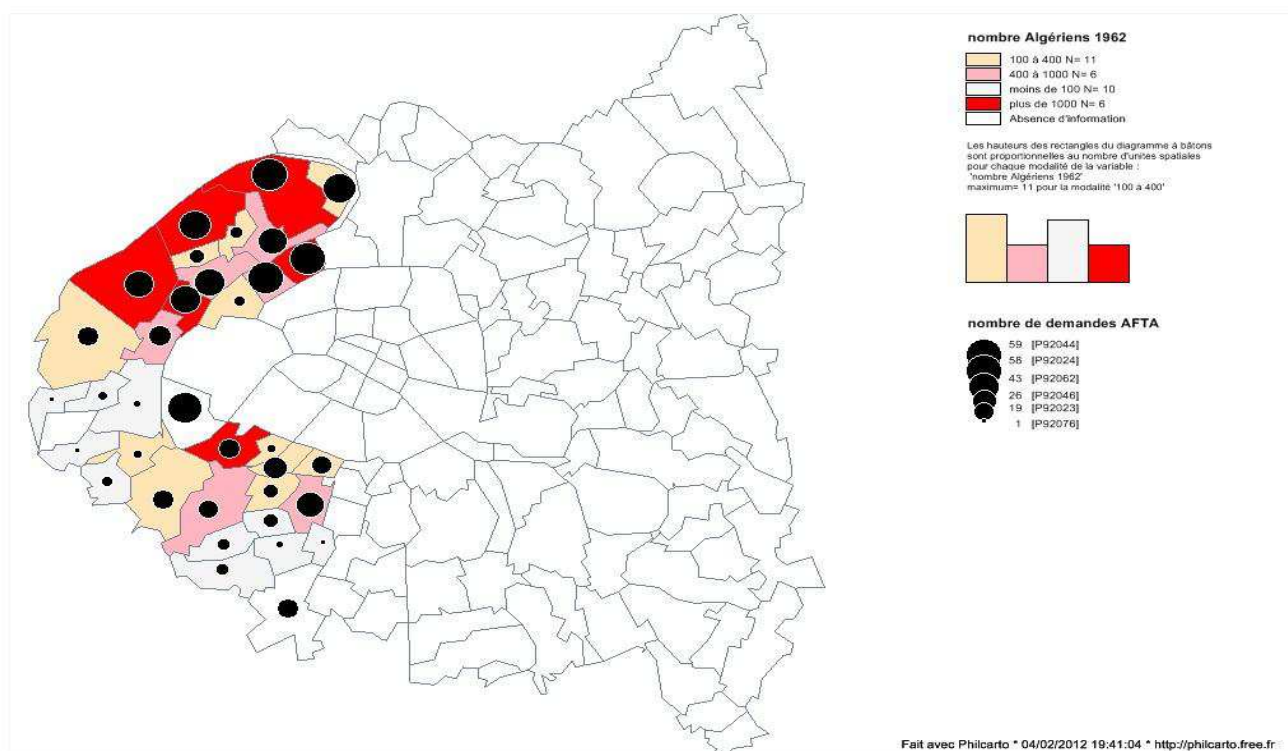 nombre Algériens 1962
100 à 400 N= 11
400 à 1000 N= 6
moins de 100 N= 10
plus de 1000 N= 6
Absence d'information
Les hauteurs des rectangles du diagramme à bâtons
sont proportionnelles au nombre d'unites spatiales
pour chaque modalité de la variable :
'nombre Algériens 1962'
maximum= 11 pour la modalité '100 à 400'
nombre de demandes AFTA
59 [P92044]
58 [P92024]
43 [P92062]
26 [P92046]
19 [P92023]
1 [P92076]
Fait avec Philcarto * 04/02/2012 19:41:04 * http://philcarto.free.fr